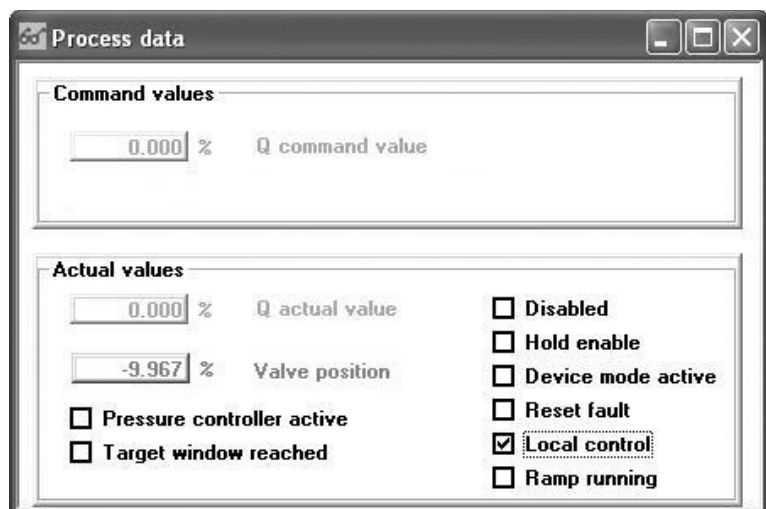 Process data
Command values
0.000 % Q command value
Actual values
0.000 % Q actual value
-9.967 % Valve position
Pressure controller active
Target window reached
Disabled
Hold enable
Device mode active
Reset fault
Local control
Ramp running